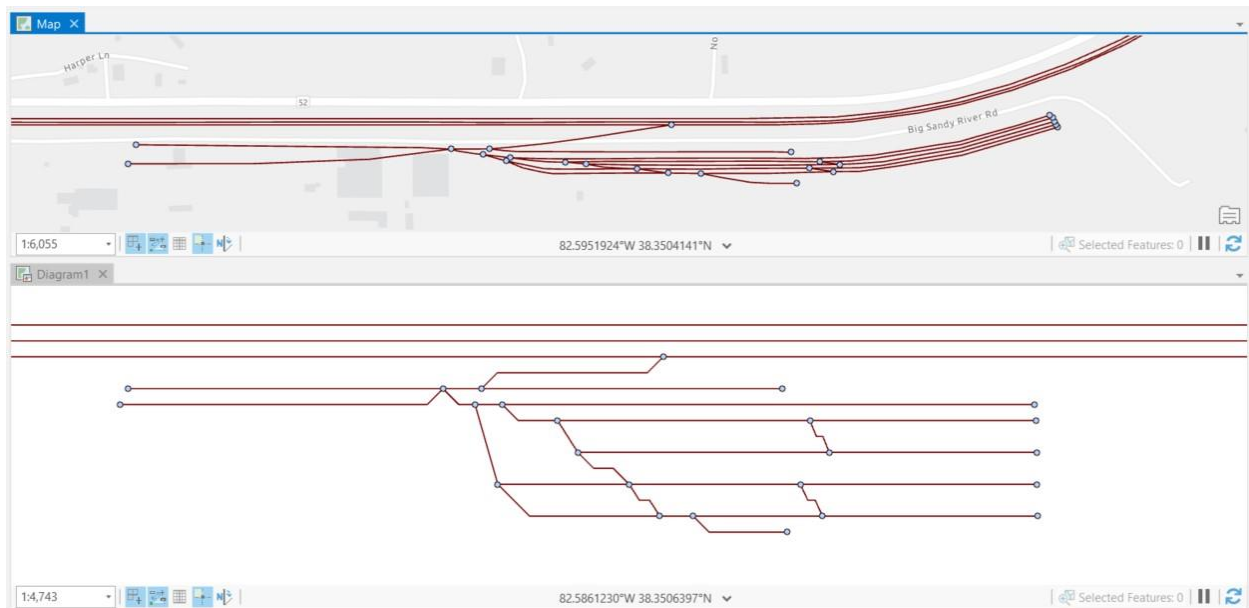 Map
Harper Ln
No
52
Big Sandy River Rd
1:6,055
82.5951924°W 38.3504141°N
Selected Features: 0
Diagram1
1:4,743
82.5861230°W 38.3506397°N
Selected Features: 0